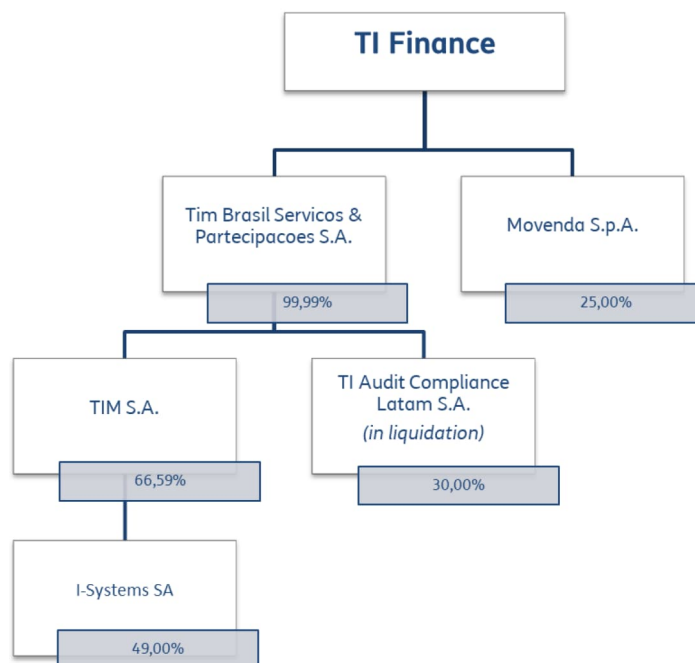 TI Finance
Tim Brasil Servicos &
Partecipacoes S.A.
99,99%
Movenda S.p.A.
25,00%
TIM S.A.
66,59%
TI Audit Compliance
Latam S.A.
(in liquidation)
30,00%
I-Systems SA
49,00%